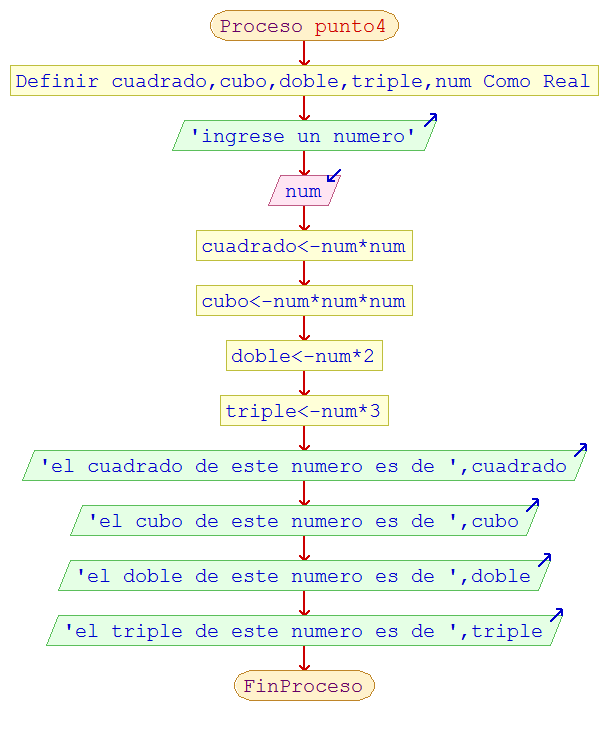 Proceso punto4
Definir cuadrado,cubo,doble,triple,num Como Real
'ingrese un numero'
num
cuadrado<-num*num
cubo<-num*num*num
doble<-num*2
triple<-num*3
'el cuadrado de este numero es de ',cuadrado
'el cubo de este numero es de ',cubo
'el doble de este numero es de ',doble
'el triple de este numero es de ',triple
FinProceso